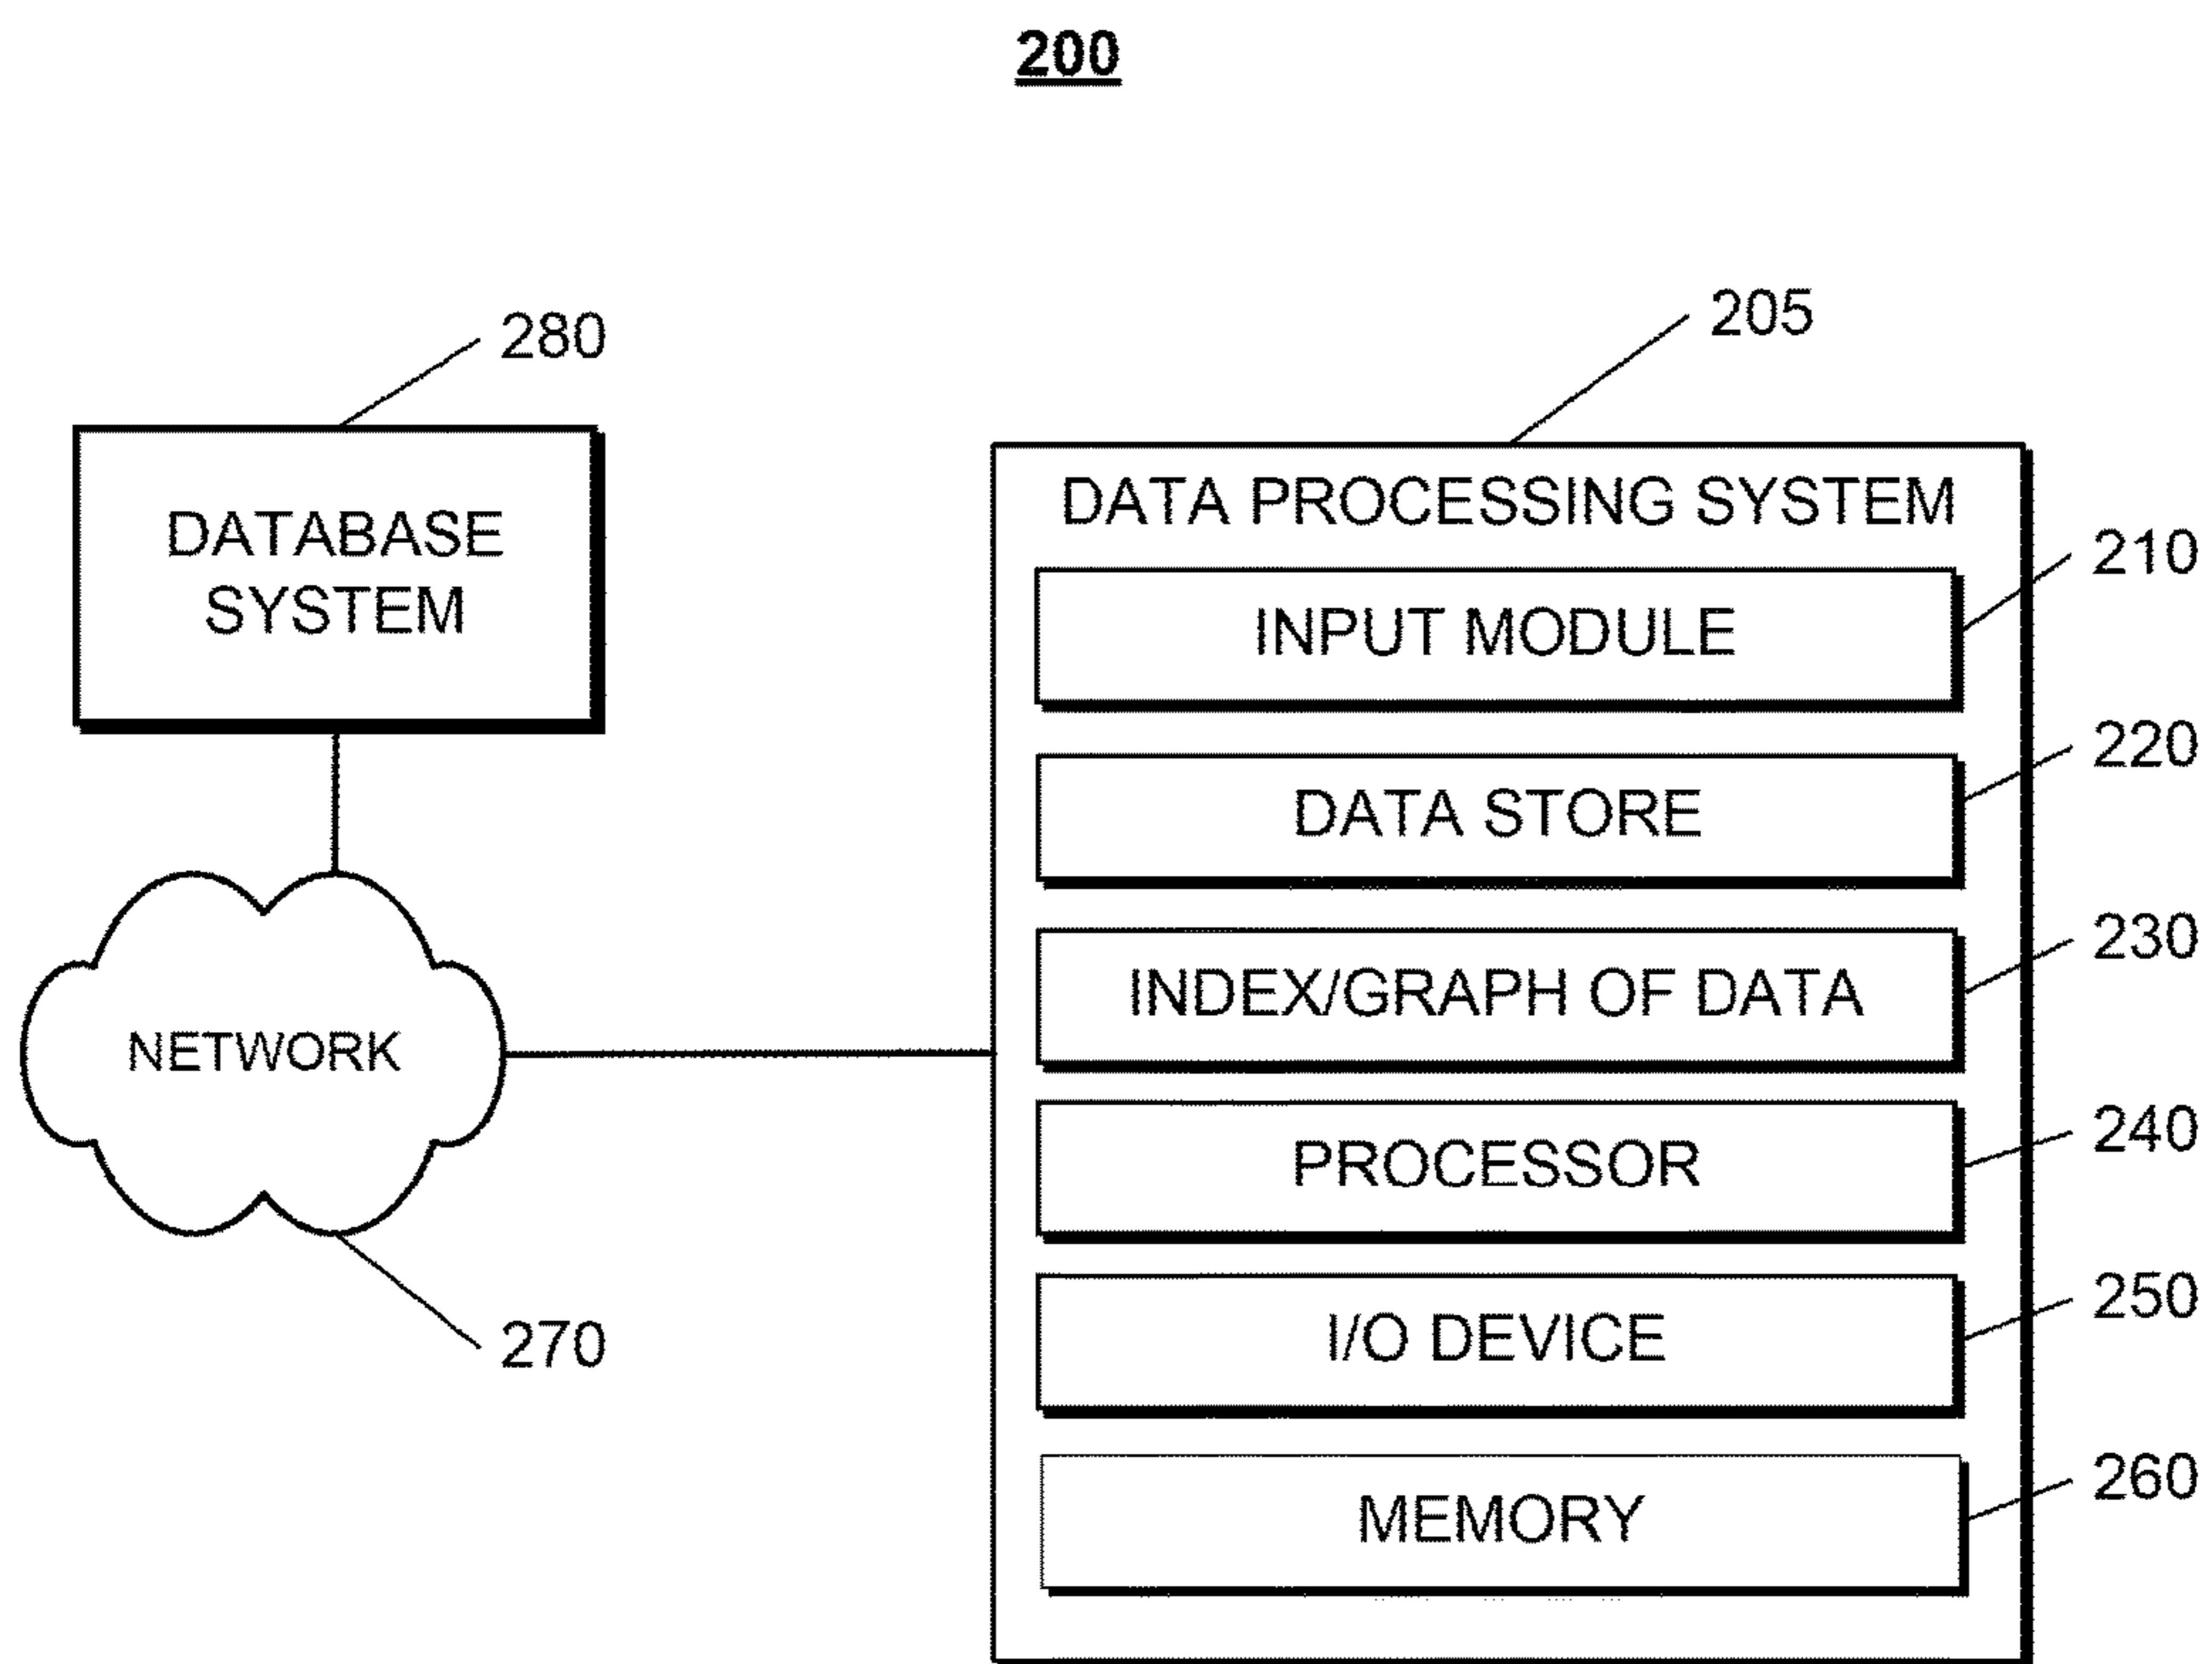 200
280
DATABASE
SYSTEM
NETWORK
270
205
DATA PROCESSING SYSTEM
INPUT MODULE
210
DATA STORE
220
INDEX/GRAPH OF DATA
230
PROCESSOR
240
I/O DEVICE
250
MEMORY
260